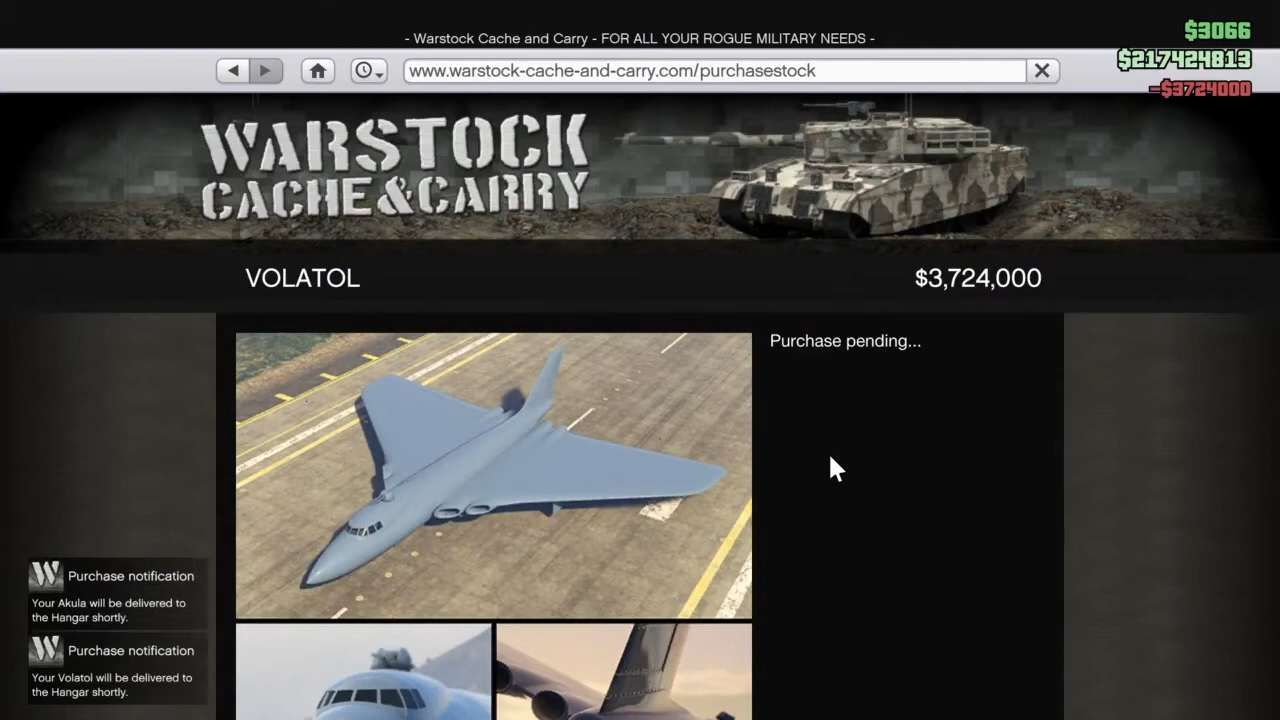 - Warstock Cache and Carry - FOR ALL YOUR ROGUE MILITARY NEEDS -
$3066
$217424813
-$3724000
www.warstock-cache-and-carry.com/purchasestock
WARSTOCK
CACHE&CARRY
VOLATOL
$3,724,000
Purchase pending...
W Purchase notification
Your Akula will be delivered to
the Hangar shortly.
W Purchase notification
Your Volatol will be delivered to
the Hangar shortly.